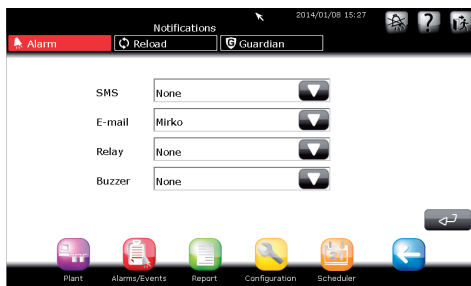 2014/01/08 15:27
Notifications
Alarm Reload Guardian
SMS None
E-mail Mirko
Relay None
Buzzer None
Plant Alarms/Events Report Configuration Scheduler